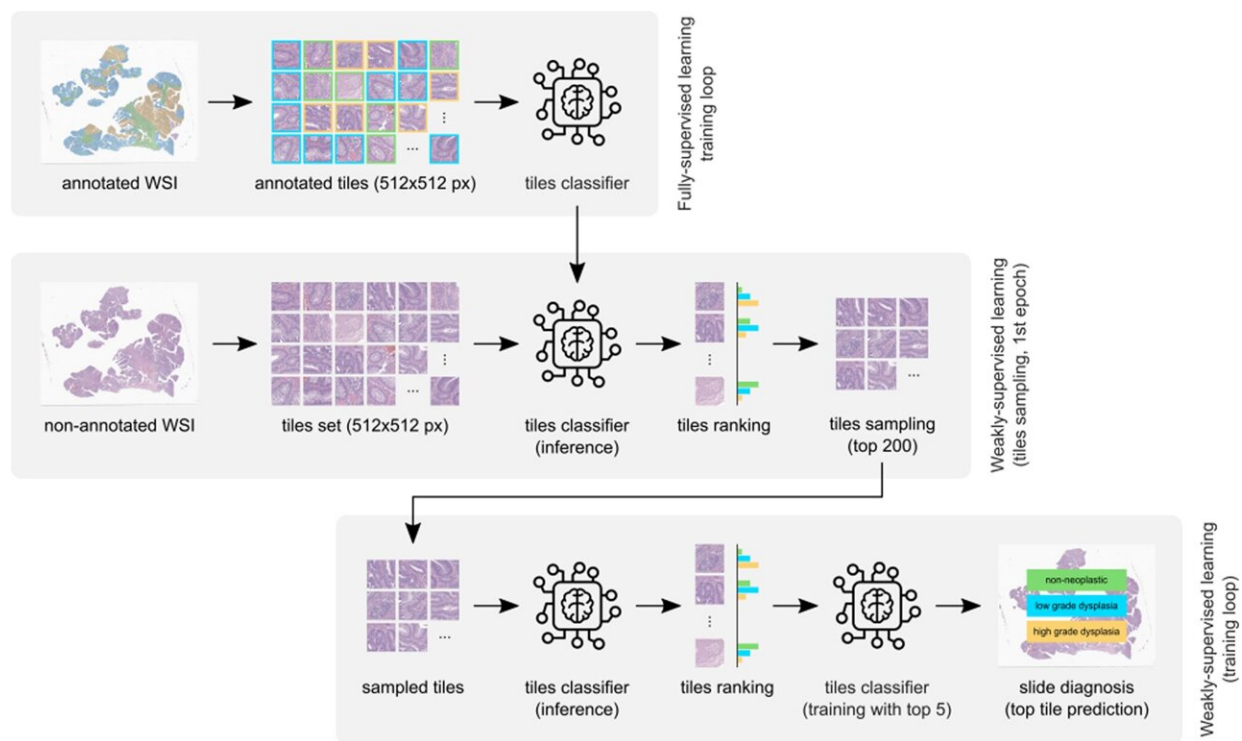 annotated WSI
annotated tiles (512x512 px)
tiles classifier
Fully-supervised learning
training loop
non-annotated WSI
tiles set (512x512 px)
tiles classifier
(inference)
tiles ranking
tiles sampling
(top 200)
Weakly-supervised learning
(tiles sampling, 1st epoch)
sampled tiles
tiles classifier
(inference)
tiles ranking
tiles classifier
(training with top 5)
non-neoplastic
low grade dysplasia
high grade dysplasia
slide diagnosis
(top tile prediction)
Weakly-supervised learning
(training loop)